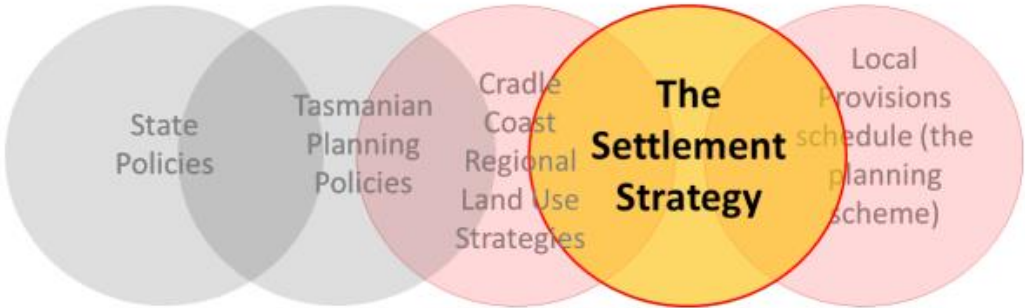 State
Policies
Tasmanian
Planning
Policies
Cradle
Coast
Regional
Land Use
Strategies
The
Settlement
Strategy
Local
Provisions
schedule (the
planning
scheme)